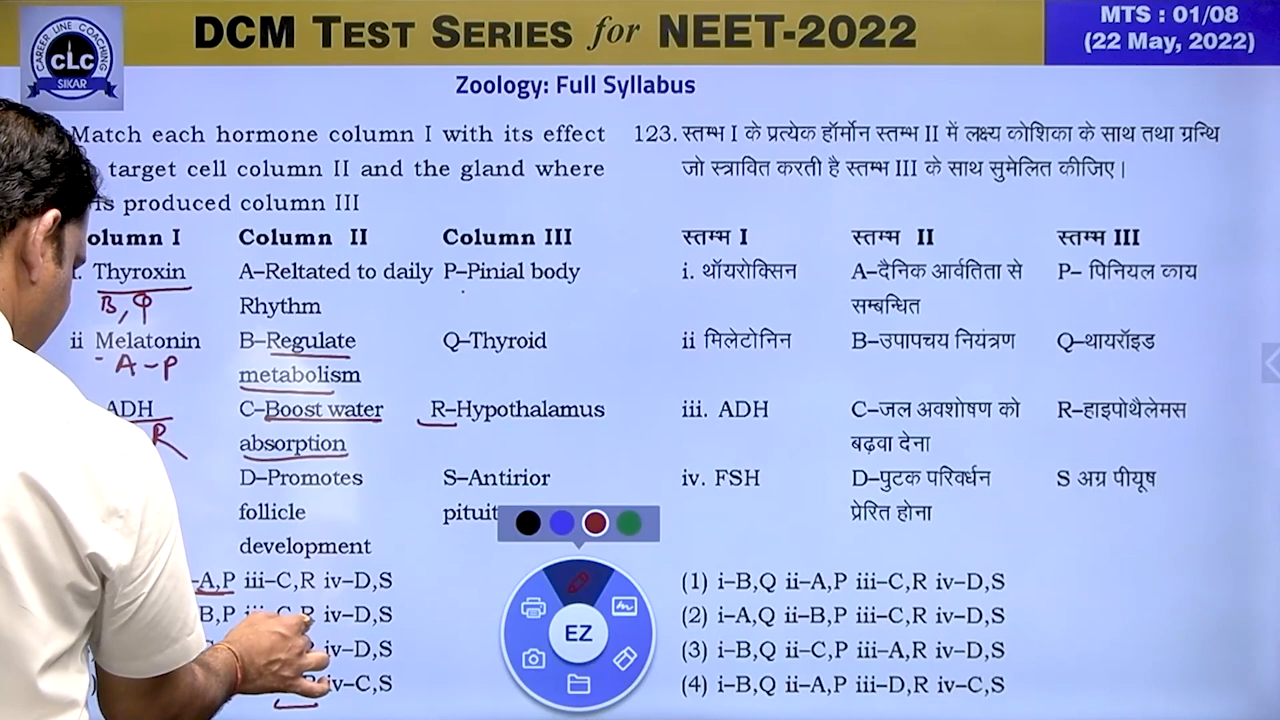 DCM TEST SERIES for NEET-2022
MTS : 01/08
(22 May, 2022)
CAREER LINE COACHING
CLC
SIKAR
Zoology: Full Syllabus
Match each hormone column I with its effect
target cell column II and the gland where
is produced column III
olumn I Column II Column III
Thyroxin A–Reltated to daily P–Pinial body
B, Q Rhythm
ii Melatonin B–Regulate Q–Thyroid
A – P metabolism
ADH C–Boost water R–Hypothalamus
R absorption
D–Promotes S–Antirior
follicle pituit
development
A,P iii–C,R iv–D,S
B,P iii–C,R iv–D,S
iv–D,S
iv–C,S
123. स्तम्भ I के प्रत्येक हॉर्मोन स्तम्भ II में लक्ष्य कोशिका के साथ तथा ग्रन्थि
जो स्त्रावित करती है स्तम्भ III के साथ सुमेलित कीजिए।
स्तम्भ I स्तम्भ II स्तम्भ III
i. थॉयरोक्सिन A–दैनिक आर्वतिता से P– पिनियल काय
सम्बन्धित
ii मिलेटोनिन B–उपापचय नियंत्रण Q–थायरॉइड
iii. ADH C–जल अवशोषण को R–हाइपोथैलेमस
बढ़वा देना
iv. FSH D–पुटक परिवर्धन S अग्र पीयूष
प्रेरित होना
(1) i–B,Q ii–A,P iii–C,R iv–D,S
(2) i–A,Q ii–B,P iii–C,R iv–D,S
(3) i–B,Q ii–C,P iii–A,R iv–D,S
(4) i–B,Q ii–A,P iii–D,R iv–C,S
EZ